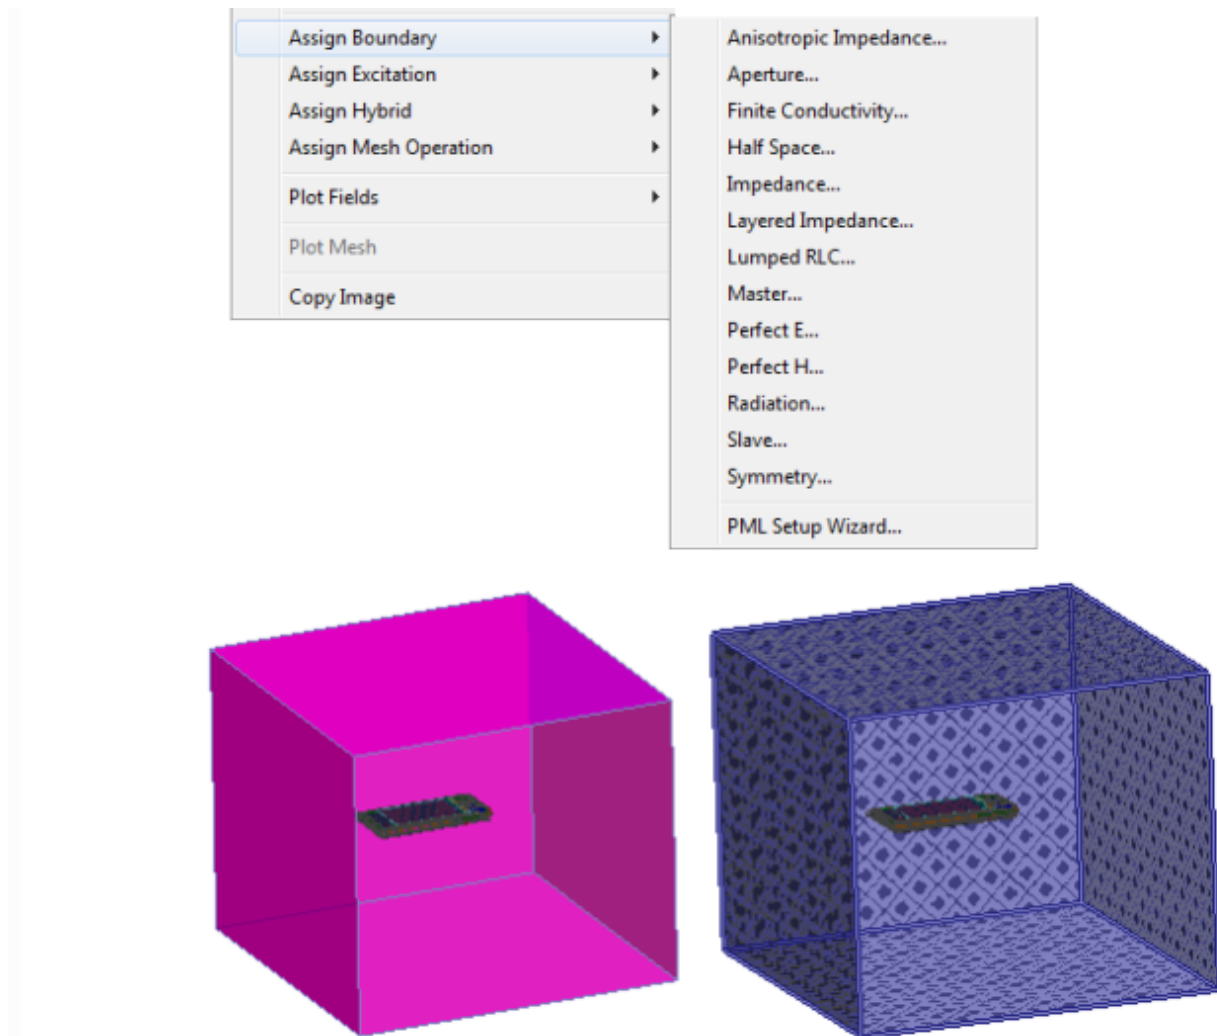 Assign Boundary
Assign Excitation
Assign Hybrid
Assign Mesh Operation
Plot Fields
Plot Mesh
Copy Image
Anisotropic Impedance...
Aperture...
Finite Conductivity...
Half Space...
Impedance...
Layered Impedance...
Lumped RLC...
Master...
Perfect E...
Perfect H...
Radiation...
Slave...
Symmetry...
PML Setup Wizard...